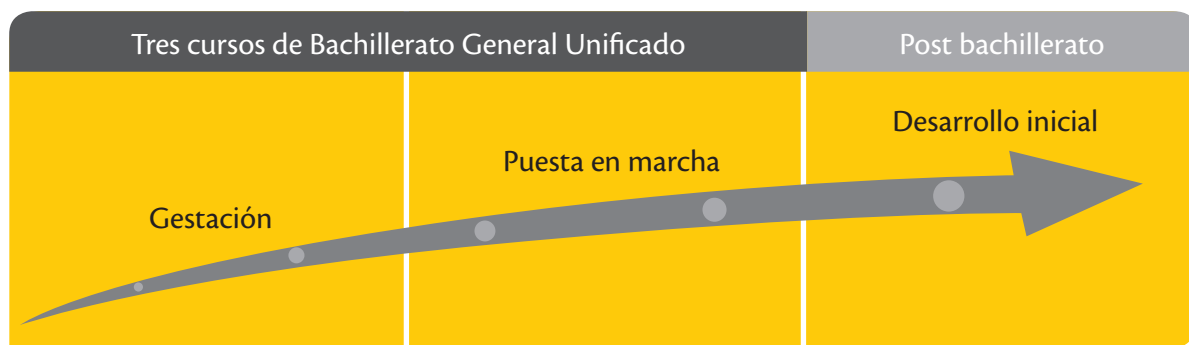 Tres cursos de Bachillerato General Unificado
Post bachillerato
Gestación
Puesta en marcha
Desarrollo inicial